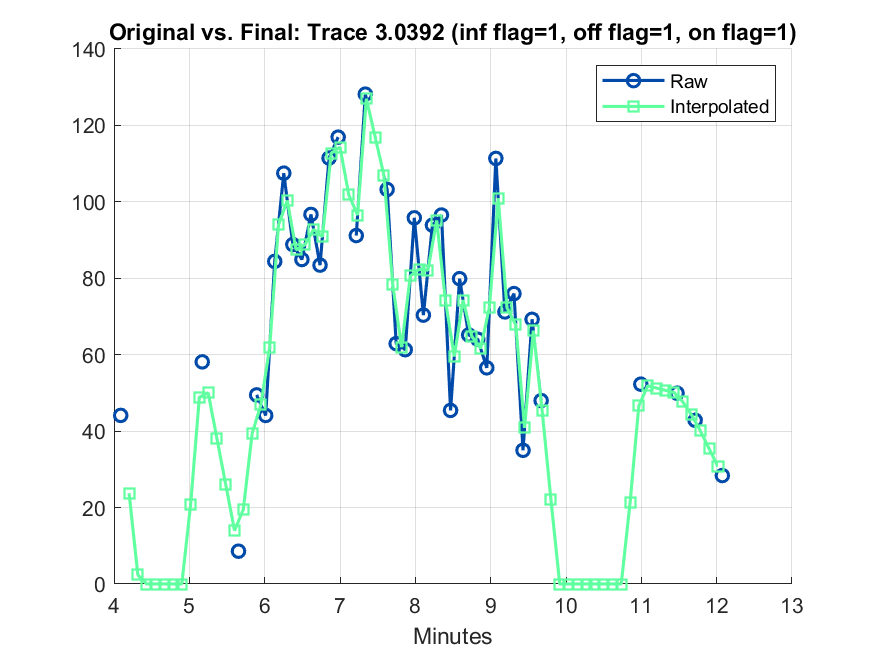 Original vs. Final: Trace 3.0392 (inf flag=1, off flag=1, on flag=1)
140
120
100
80
60
40
20
0
Raw
Interpolated
4 5 6 7 8 9 10 11 12 13
Minutes